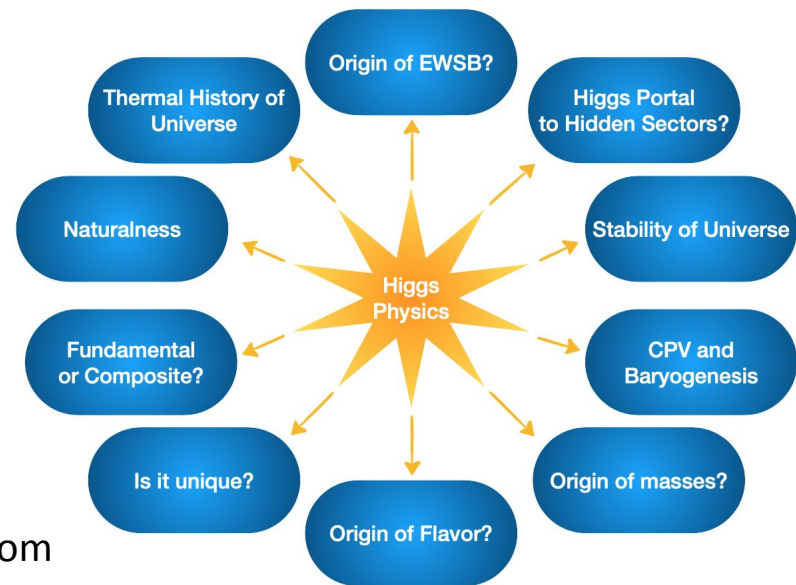 Origin of EWSB?
Thermal History of
Universe
Higgs Portal
to Hidden Sectors?
Naturalness
Stability of Universe
Higgs
Physics
Fundamental
or Composite?
CPV and
Baryogenesis
Is it unique?
Origin of masses?
Origin of Flavor?
om